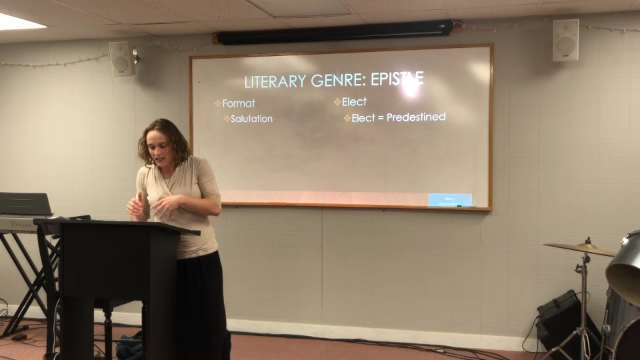 LITERARY GENRE: EPISTLE
Format
Salutation
Elect
Elect = Predestined